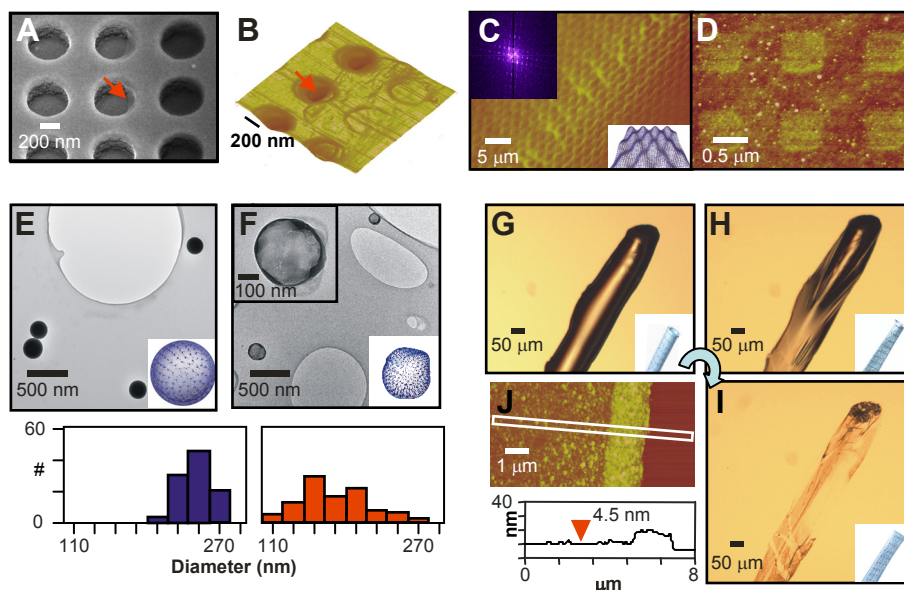 A
200 nm
B
200 nm
C
5 μm
D
0.5 μm
E
500 nm
F
100 nm
500 nm
G
50 μm
H
50 μm
I
50 μm
J
1 μm
60
#
0
110
270
110
270
Diameter (nm)
40
nm
0
4.5 nm
0
8
μm